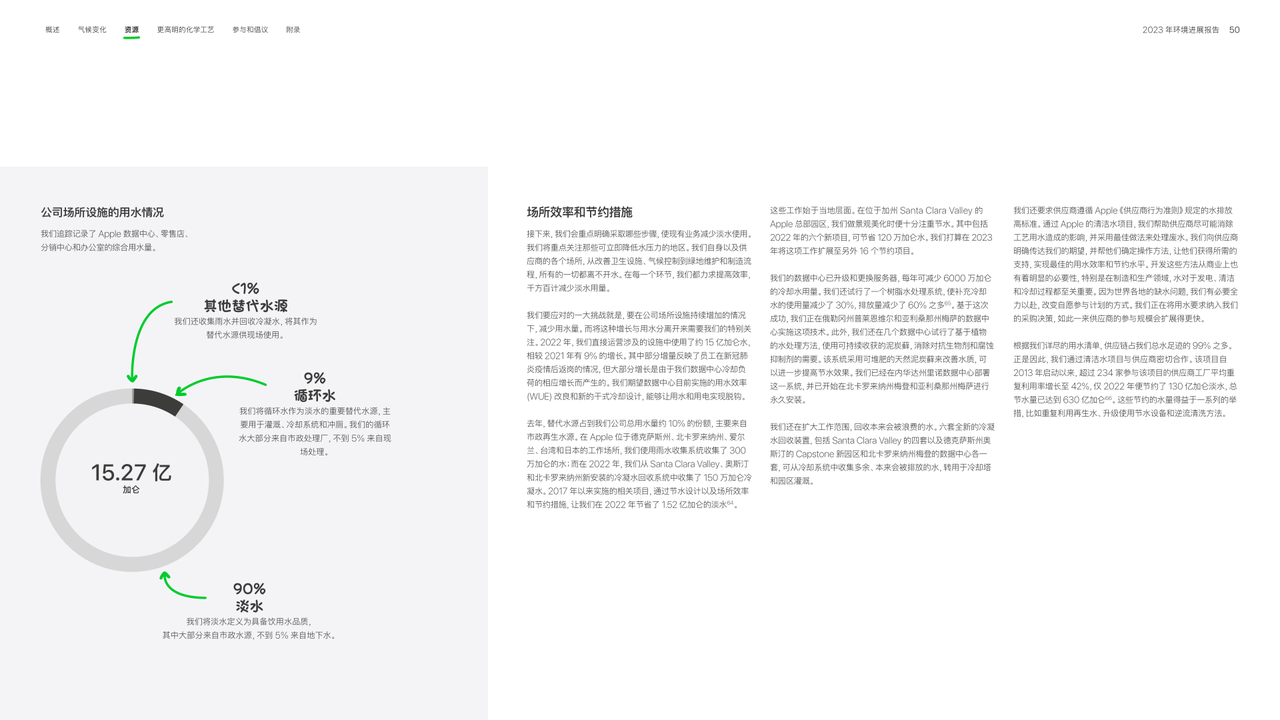 概述
气候变化
资源
更高明的化学工艺
参与和倡议
附录
2023 年环境进展报告 50
公司场所设施的用水情况
我们追踪记录了 Apple 数据中心、零售店、
分销中心和办公室的综合用水量。
<1%
其他替代水源
我们还收集雨水并回收冷凝水, 将其作为
替代水源供现场使用。
9%
循环水
我们将循环水作为淡水的重要替代水源, 主
要用于灌溉、冷却系统和冲厕。我们的循环
水大部分来自市政处理厂, 不到 5% 来自现
场处理。
15.27 亿
加仑
90%
淡水
我们将淡水定义为具备饮用水品质,
其中大部分来自市政水源, 不到 5% 来自地下水。
场所效率和节约措施
接下来, 我们会重点明确采取哪些步骤, 使现有业务减少淡水使用。
我们将重点关注那些可立即降低水压力的地区。我们自身以及供
应商的各个场所, 从改善卫生设施、气候控制到绿地维护和制造流
程, 所有的一切都离不开水。在每一个环节, 我们都力求提高效率,
千方百计减少淡水用量。
我们要应对的一大挑战就是, 要在公司场所设施持续增加的情况
下, 减少用水量。而将这种增长与用水分离开来需要我们的特别关
注。2022 年, 我们直接运营涉及的设施中使用了约 15 亿加仑水,
相较 2021 年有 9% 的增长。其中部分增量反映了员工在新冠肺
炎疫情后返岗的情况, 但大部分增长是由于我们数据中心冷却负
荷的相应增长而产生的。我们期望数据中心目前实施的用水效率
(WUE) 改良和新的干式冷却设计, 能够让用水和用电实现脱钩。
去年, 替代水源占到我们公司总用水量约 10% 的份额, 主要来自
市政再生水源。在 Apple 位于德克萨斯州、北卡罗来纳州、爱尔
兰、台湾和日本的工作场所, 我们使用雨水收集系统收集了 300
万加仑的水; 而在 2022 年, 我们从 Santa Clara Valley、奥斯汀
和北卡罗来纳州新安装的冷凝水回收系统中收集了 150 万加仑冷
凝水。2017 年以来实施的相关项目, 通过节水设计以及场所效率
和节约措施, 让我们在 2022 年节省了 1.52 亿加仑的淡水⁶⁴。
这些工作始于当地层面。在位于加州 Santa Clara Valley 的
Apple 总部园区, 我们做景观美化时便十分注重节水。其中包括
2022 年的六个新项目, 可节省 120 万加仑水。我们打算在 2023
年将这项工作扩展至另外 16 个节约项目。
我们的数据中心已升级和更换服务器, 每年可减少 6000 万加仑
的冷却水用量。我们还试行了一个树脂水处理系统, 使补充冷却
水的使用量减少了 30%, 排放量减少了 60% 之多⁶⁵。基于这次
成功, 我们正在俄勒冈州普莱恩维尔和亚利桑那州梅萨的数据中
心实施这项技术。此外, 我们还在几个数据中心试行了基于植物
的水处理方法, 使用可持续收获的泥炭藓, 消除对抗生物剂和腐蚀
抑制剂的需要。该系统采用可堆肥的天然泥炭藓来改善水质, 可
以进一步提高节水效果。我们已经在内华达州里诺数据中心部署
这一系统, 并已开始在北卡罗来纳州梅登和亚利桑那州梅萨进行
永久安装。
我们还在扩大工作范围, 回收本来会被浪费的水。六套全新的冷凝
水回收装置, 包括 Santa Clara Valley 的四套以及德克萨斯州奥
斯汀的 Capstone 新园区和北卡罗来纳州梅登的数据中心各一
套, 可从冷却系统中收集多余、本来会被排放的水, 转用于冷却塔
和园区灌溉。
我们还要求供应商遵循 Apple《供应商行为准则》规定的水排放
高标准。通过 Apple 的清洁水项目, 我们帮助供应商尽可能消除
工艺用水造成的影响, 并采用最佳做法来处理废水。我们向供应商
明确传达我们的期望, 并帮他们确定操作方法, 让他们获得所需的
支持, 实现最佳的用水效率和节约水平。开发这些方法从商业上也
有着明显的必要性, 特别是在制造和生产领域, 水对于发电、清洁
和冷却过程都至关重要。因为世界各地的缺水问题, 我们有必要全
力以赴, 改变自愿参与计划的方式。我们正在将用水要求纳入我们
的采购决策, 如此一来供应商的参与规模会扩展得更快。
根据我们详尽的用水清单, 供应链占我们总水足迹的 99% 之多。
正是因此, 我们通过清洁水项目与供应商密切合作。该项目自
2013 年启动以来, 超过 234 家参与该项目的供应商工厂平均重
复利用率增长至 42%, 仅 2022 年便节约了 130 亿加仑淡水, 总
节水量已达到 630 亿加仑⁶⁶。这些节约的水量得益于一系列的举
措, 比如重复利用再生水、升级使用节水设备和逆流清洗方法。